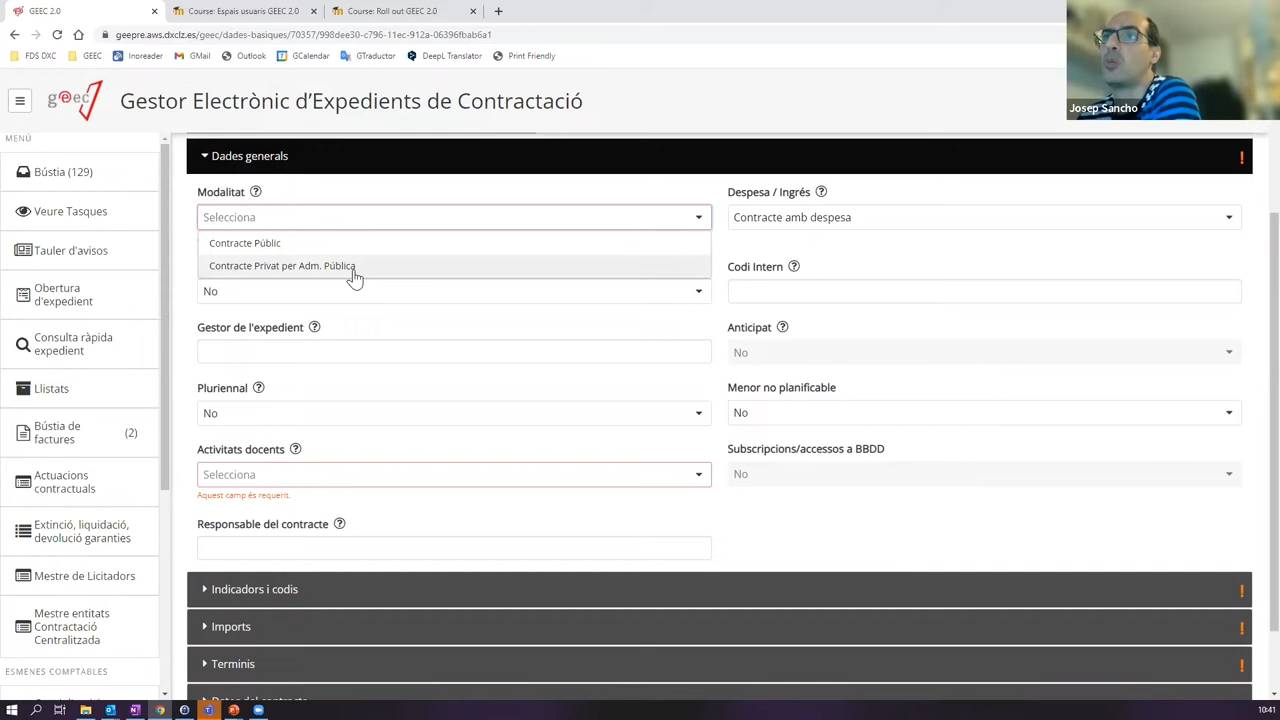 GEEC 2.0
Course: Espais usuaris GEEC 2.0
Course: Roll out GEEC 2.0
geepre.aws.dxclz.es/geec/dades-basiques/70357/998dee30-c796-11ec-912a-06396fbab6a1
FDS DXC
GEEC
Inoreader
GMail
Outlook
GCalendar
GTraductor
DeepL Translator
Print Friendly
Josep Sancho
geec
Gestor Electrònic d'Expedients de Contractació
MENÚ
Bústia (129)
Veure Tasques
Tauler d'avisos
Obertura
d'expedient
Consulta ràpida
expedient
Llistats
Bústia de
factures
(2)
Actuacions
contractuals
Extinció, liquidació,
devolució garanties
Mestre de Licitadors
Mestre entitats
Contractació
Centralitzada
ESMENES COMPTABLES
Dades generals
!
Modalitat ?
Selecciona
Contracte Públic
Contracte Privat per Adm. Pública
No
Despesa / Ingrés ?
Contracte amb despesa
Codi Intern ?
Gestor de l'expedient ?
Anticipat ?
No
Pluriennal ?
No
Menor no planificable
No
Activitats docents ?
Selecciona
Aquest camp és requerit.
Subscripcions/accessos a BBDD
No
Responsable del contracte ?
Indicadors i codis
!
Imports
!
Terminis
!
10:41